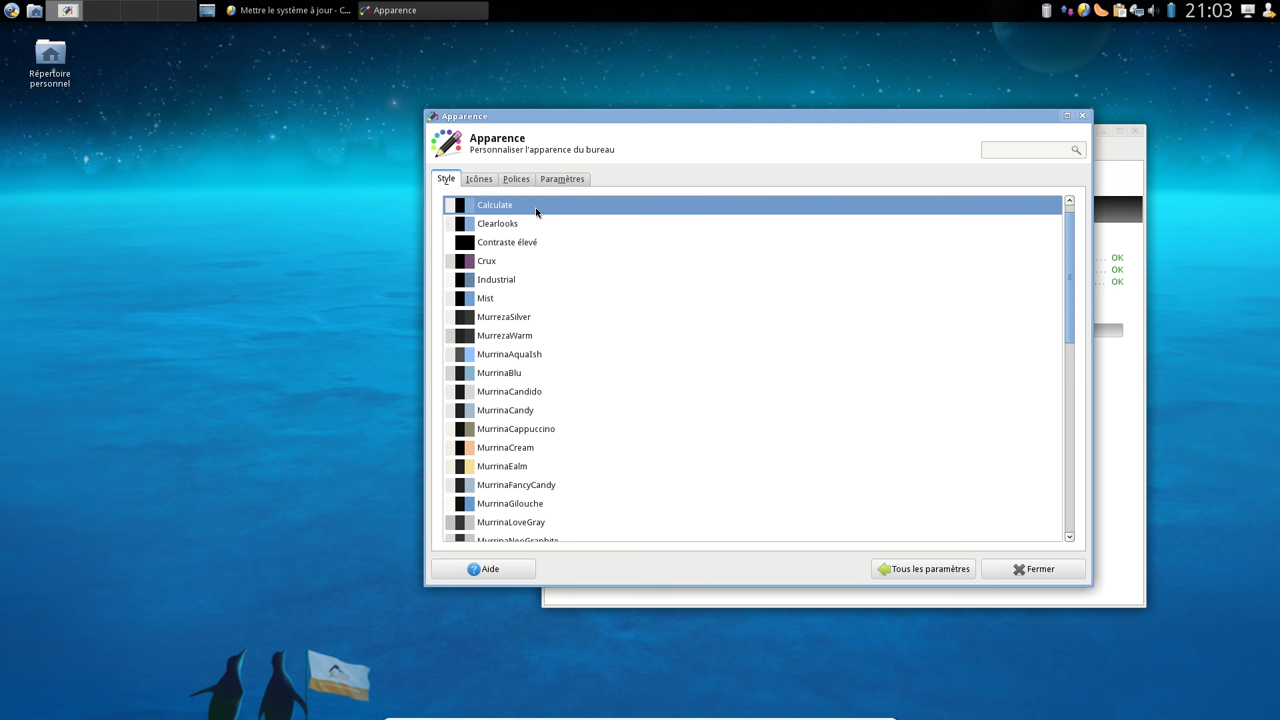 Mettre le système à jour - C...
Apparence
21:03
Répertoire
personnel
Apparence
Apparence
Personnaliser l'apparence du bureau
Style
Icônes
Polices
Paramètres
Calculate
Clearlooks
Contraste élevé
Crux
Industrial
Mist
MurrezaSilver
MurrezaWarm
MurrinaAquaIsh
MurrinaBlu
MurrinaCandido
MurrinaCandy
MurrinaCappuccino
MurrinaCream
MurrinaEalm
MurrinaFancyCandy
MurrinaGilouche
MurrinaLoveGray
MurrinaNeoGraphite
... OK
... OK
... OK
Aide
Tous les paramètres
Fermer